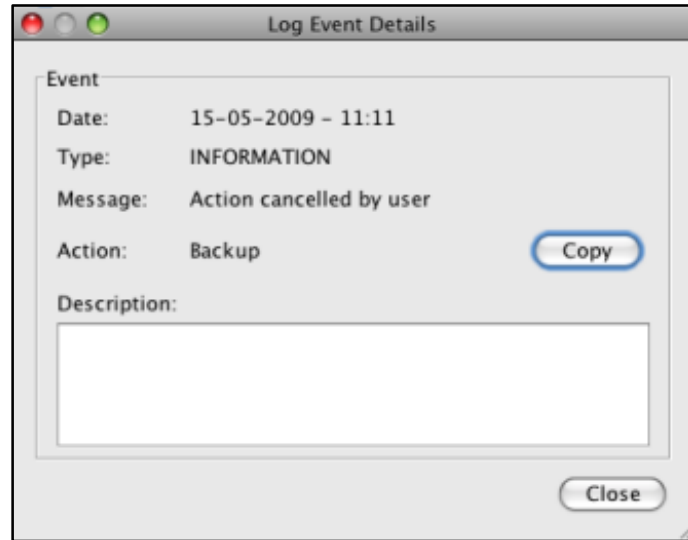 Log Event Details
Event
Date: 15-05-2009 - 11:11
Type: INFORMATION
Message: Action cancelled by user
Action: Backup Copy
Description:
Close